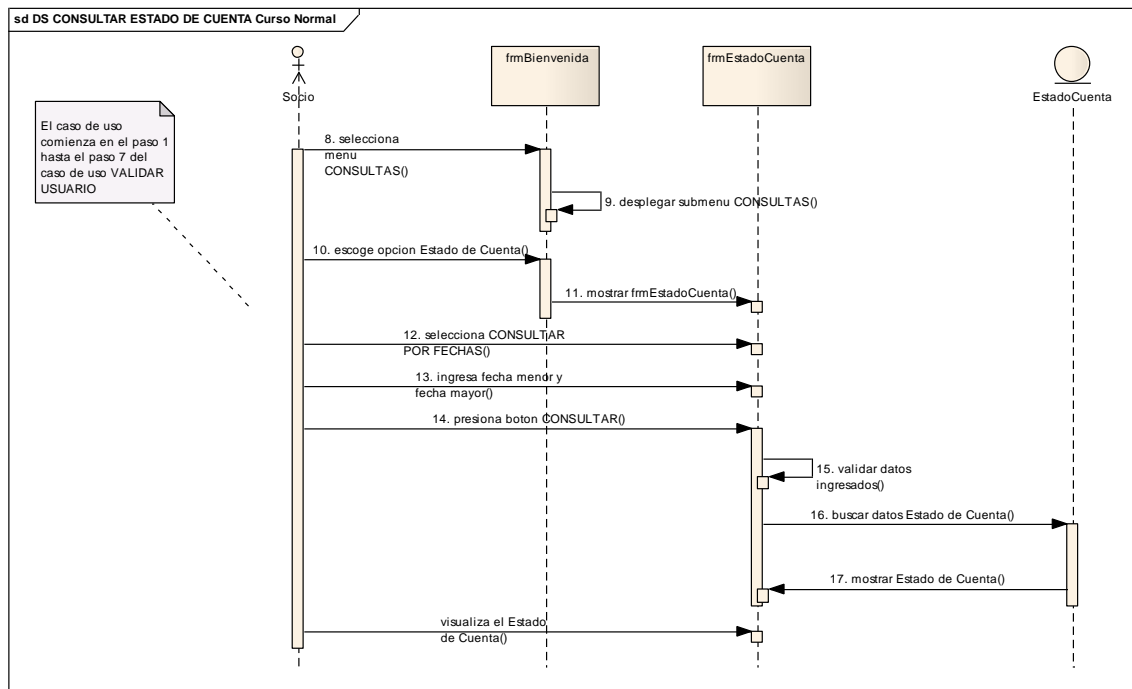 sd DS CONSULTAR ESTADO DE CUENTA Curso Normal
frmBienvenida
frmEstadoCuenta
Socio
EstadoCuenta
El caso de uso
comienza en el paso 1
hasta el paso 7 del
caso de uso VALIDAR
USUARIO
8. selecciona
menu
CONSULTAS()
9. desplegar submenu CONSULTAS()
10. escoge opcion Estado de Cuenta()
11. mostrar frmEstadoCuenta()
12. selecciona CONSULTAR
POR FECHAS()
13. ingresa fecha menor y
fecha mayor()
14. presiona boton CONSULTAR()
15. validar datos
ingresados()
16. buscar datos Estado de Cuenta()
17. mostrar Estado de Cuenta()
visualiza el Estado
de Cuenta()